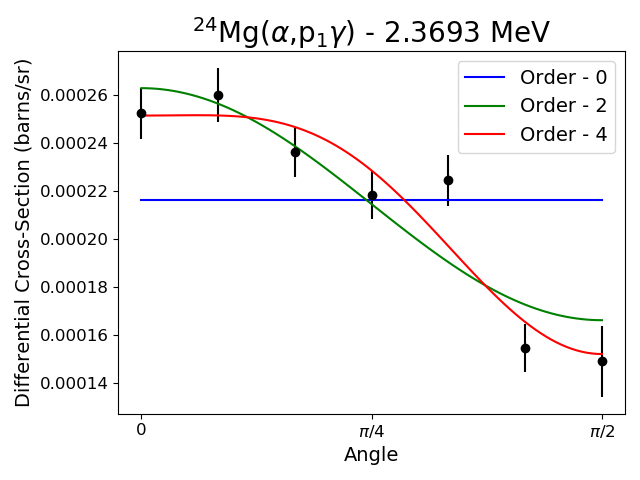 ²⁴Mg(α,p₁γ) - 2.3693 MeV
Differential Cross-Section (barns/sr)
0.00026
0.00024
0.00022
0.00020
0.00018
0.00016
0.00014
Order - 0
Order - 2
Order - 4
0 π/4 π/2
Angle